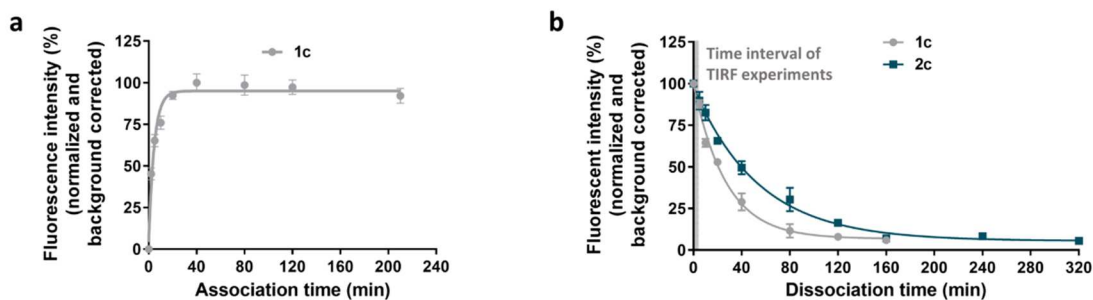 a
Fluorescence intensity (%)
(normalized and
background corrected)
125
100
75
50
25
0
1c
0 40 80 120 160 200 240
Association time (min)
b
Fluorescent intensity (%)
(normalized and
background corrected)
125
100
75
50
25
0
Time interval of
TIRF experiments
1c
2c
0 40 80 120 160 200 240 280 320
Dissociation time (min)